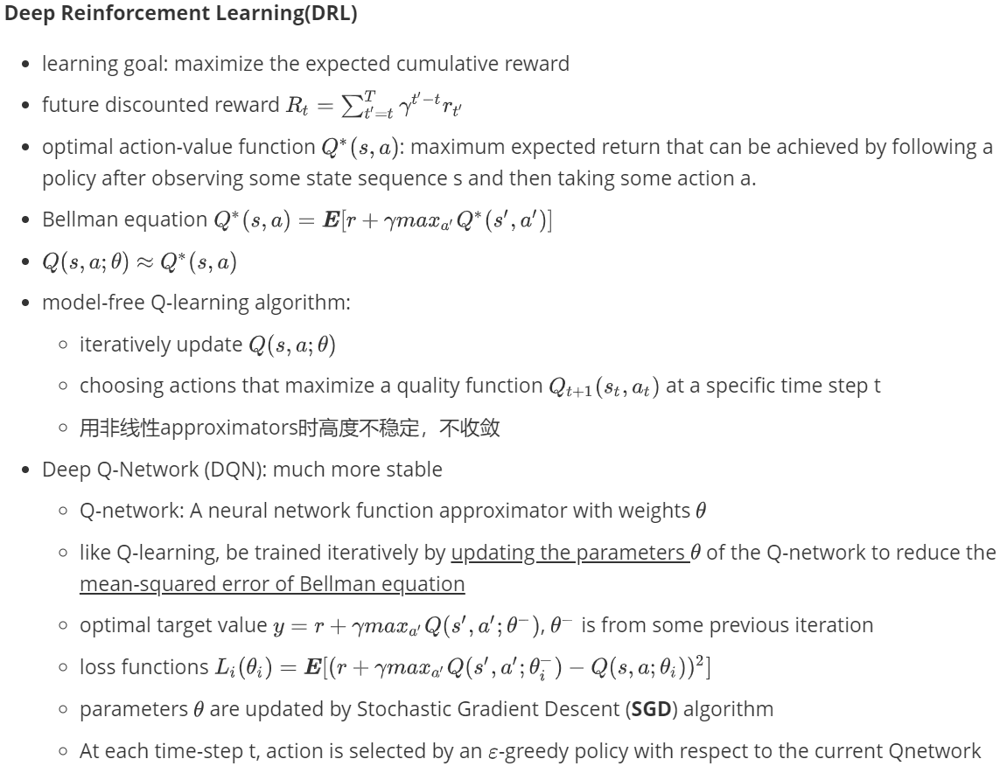 Deep Reinforcement Learning(DRL)
• learning goal: maximize the expected cumulative reward
• future discounted reward $R_t = \sum_{t'=t}^{T} \gamma^{t'-t} r_{t'}$
• optimal action-value function $Q^*(s, a)$: maximum expected return that can be achieved by following a
policy after observing some state sequence s and then taking some action a.
• Bellman equation $Q^*(s, a) = \boldsymbol{E}[r + \gamma max_{a'} Q^*(s', a')]$
• $Q(s, a; \theta) \approx Q^*(s, a)$
• model-free Q-learning algorithm:
◦ iteratively update $Q(s, a; \theta)$
◦ choosing actions that maximize a quality function $Q_{t+1}(s_t, a_t)$ at a specific time step t
◦ 用非线性approximators时高度不稳定，不收敛
• Deep Q-Network (DQN): much more stable
◦ Q-network: A neural network function approximator with weights $\theta$
◦ like Q-learning, be trained iteratively by updating the parameters $\theta$ of the Q-network to reduce the
mean-squared error of Bellman equation
◦ optimal target value $y = r + \gamma max_{a'} Q(s', a'; \theta^-)$, $\theta^-$ is from some previous iteration
◦ loss functions $L_i(\theta_i) = \boldsymbol{E}[(r + \gamma max_{a'} Q(s', a'; \theta_i^-) - Q(s, a; \theta_i))^2]$
◦ parameters $\theta$ are updated by Stochastic Gradient Descent (SGD) algorithm
◦ At each time-step t, action is selected by an $\varepsilon$-greedy policy with respect to the current Qnetwork